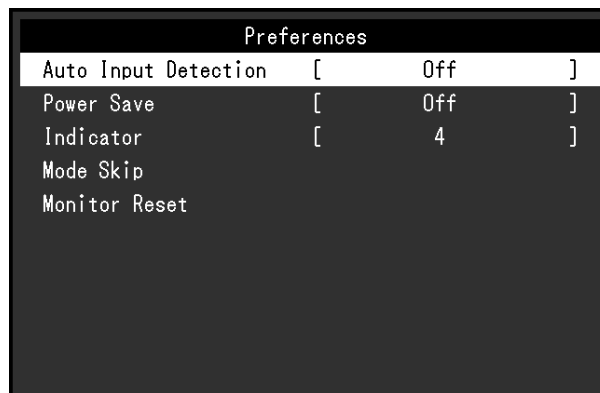 Preferences
Auto Input Detection [ Off ]
Power Save [ Off ]
Indicator [ 4 ]
Mode Skip
Monitor Reset